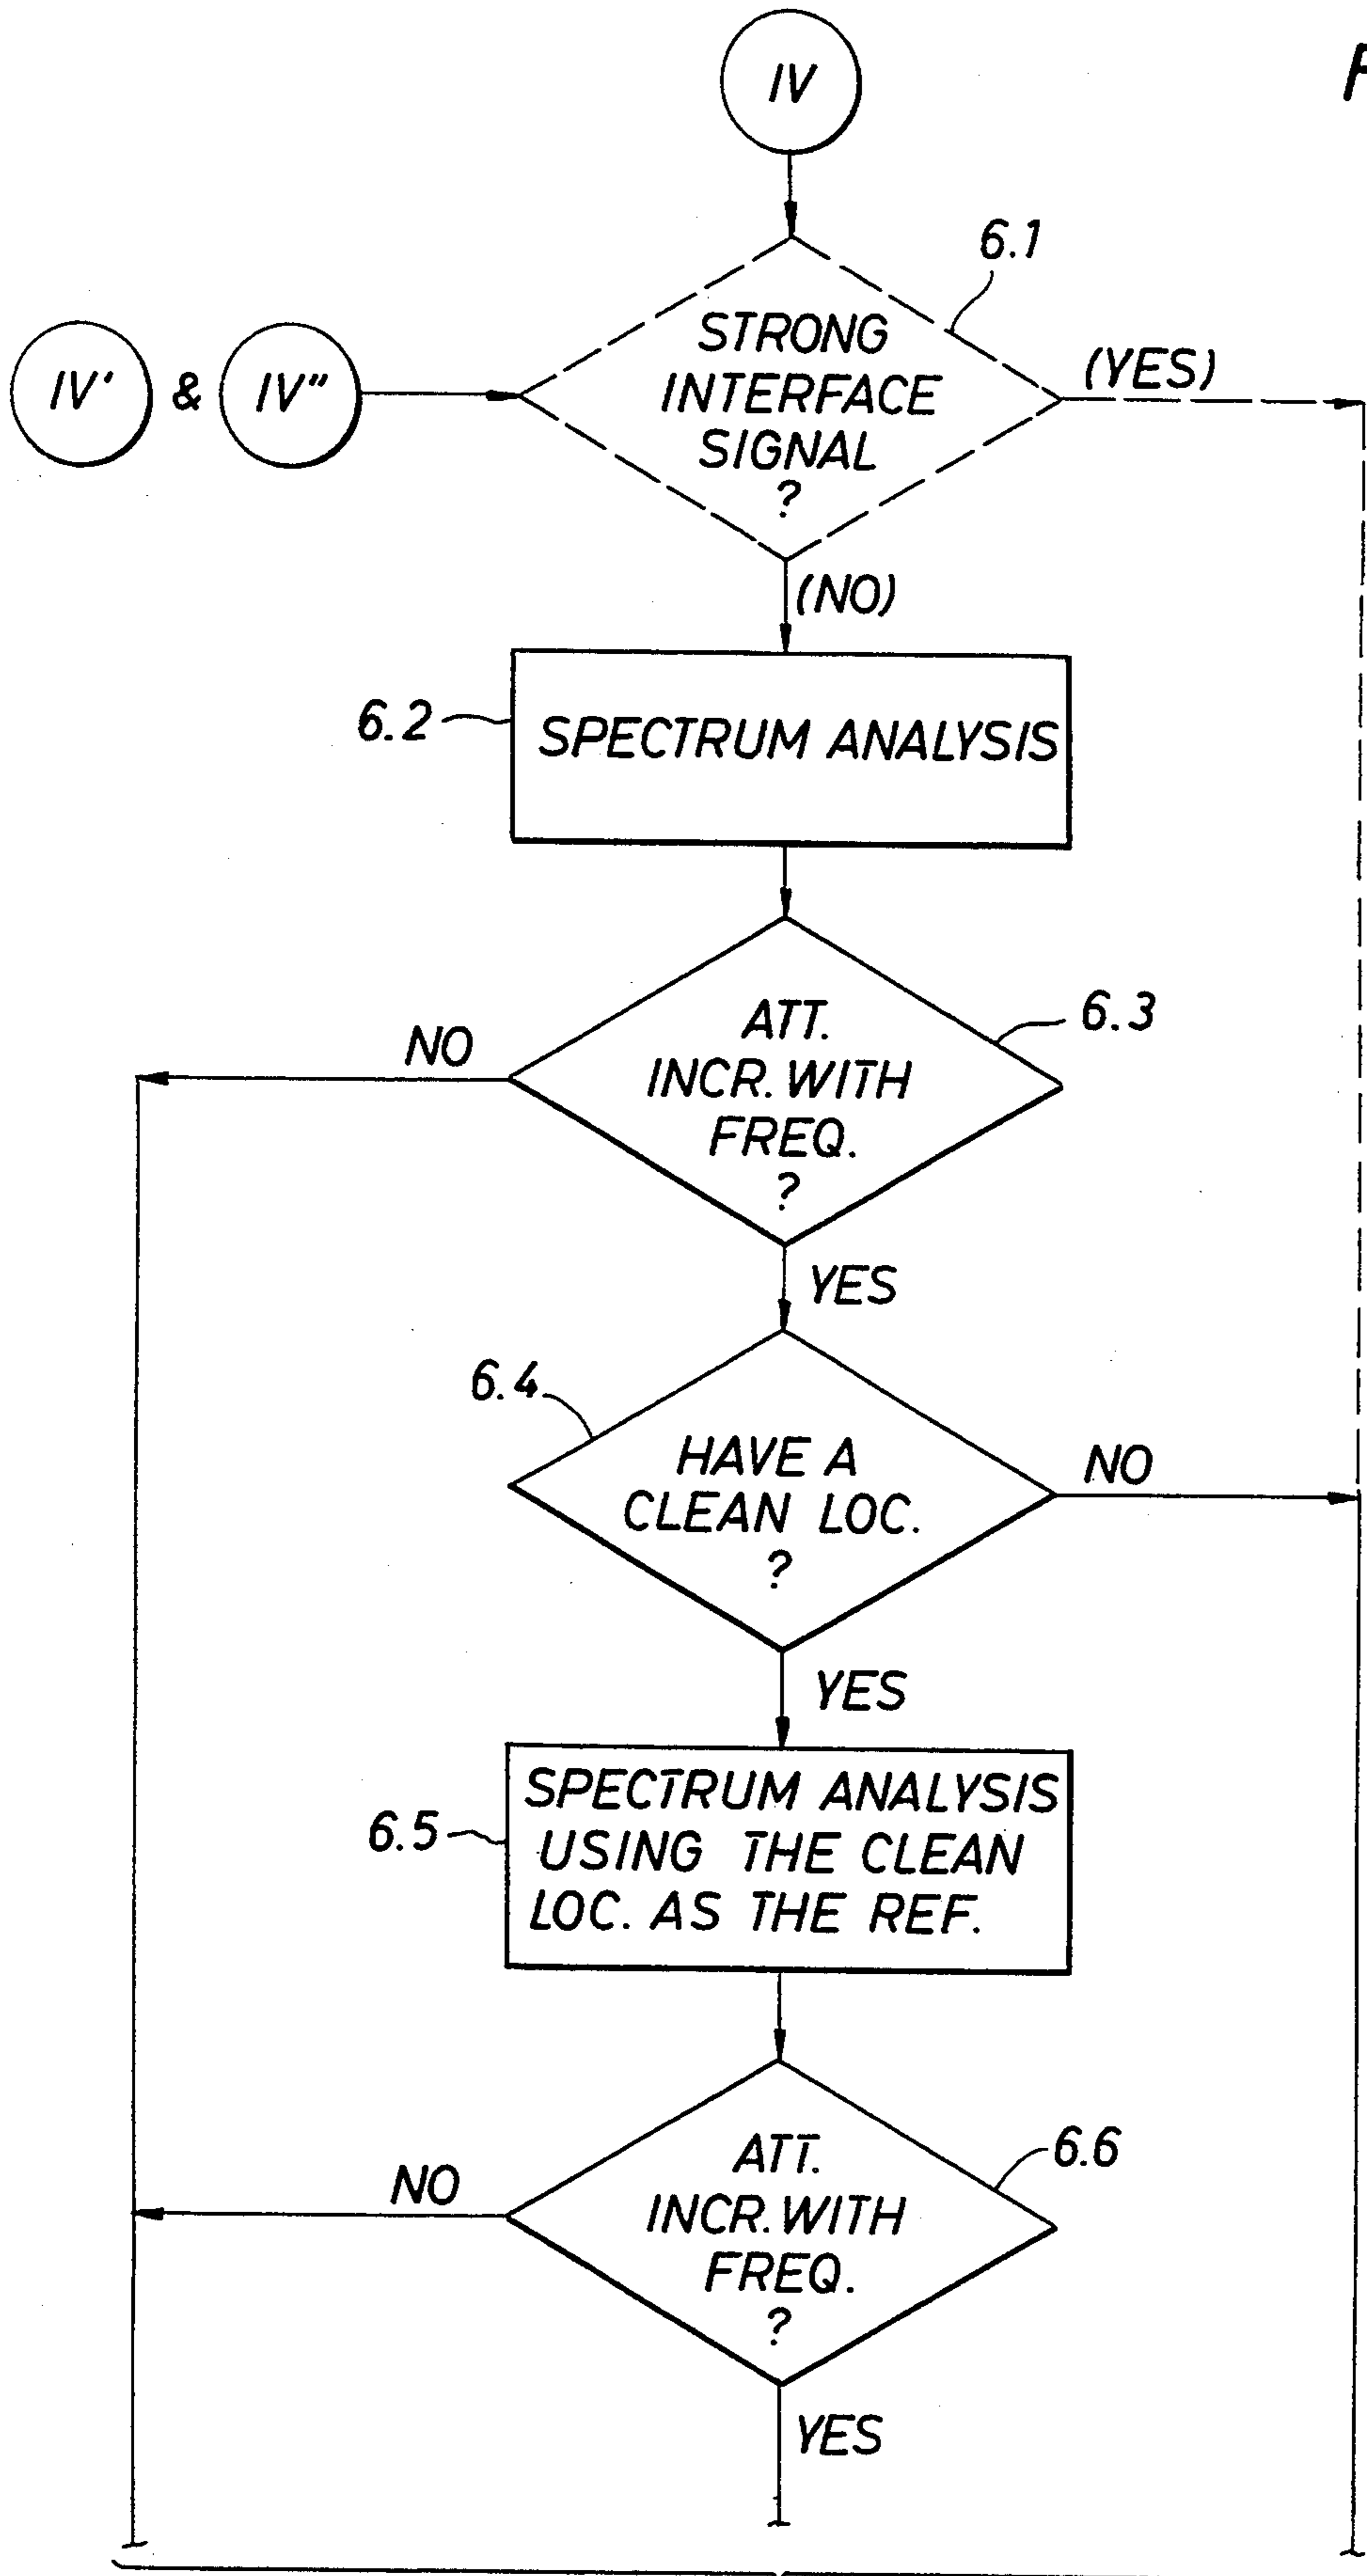 IV
6.1
STRONG
INTERFACE
SIGNAL
?
(YES)
IV' & IV"
(NO)
6.2
SPECTRUM ANALYSIS
6.3
ATT.
INCR. WITH
FREQ.
?
NO
YES
6.4
HAVE A
CLEAN LOC.
?
NO
YES
6.5
SPECTRUM ANALYSIS
USING THE CLEAN
LOC. AS THE REF.
6.6
ATT.
INCR. WITH
FREQ.
?
NO
YES